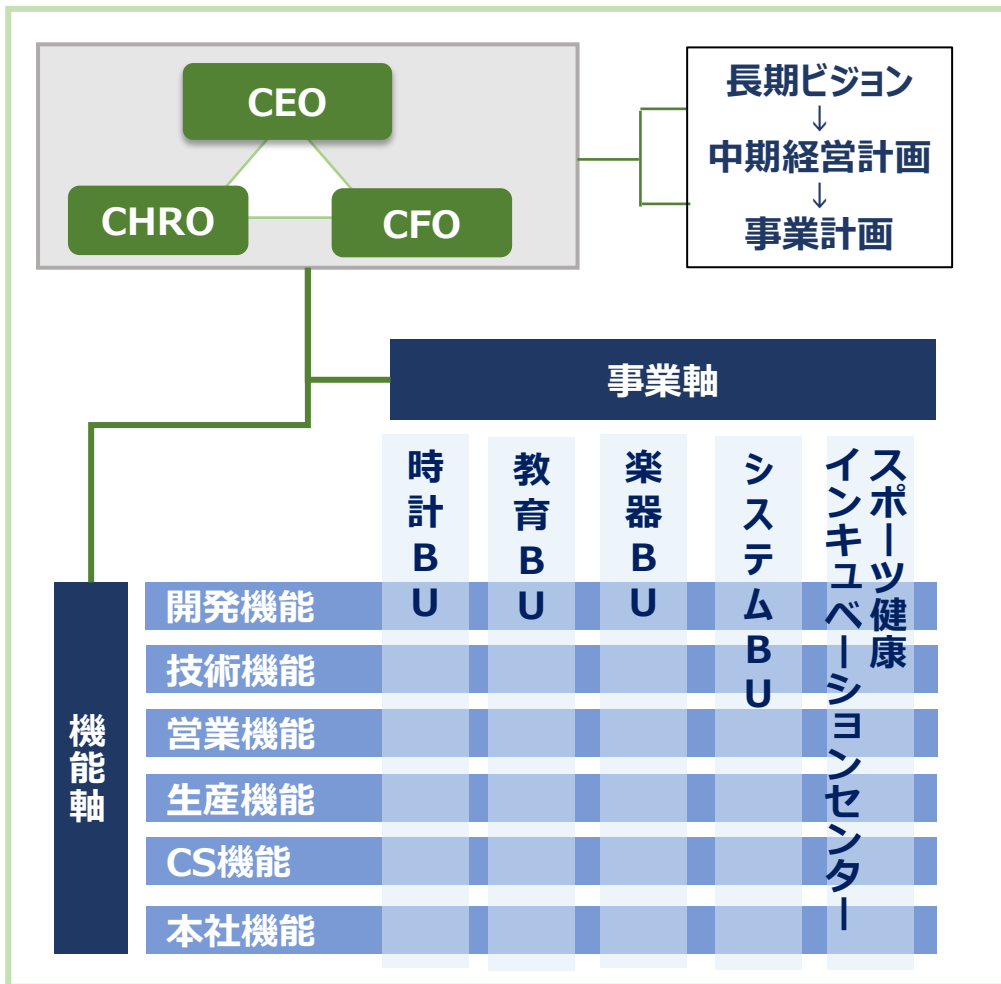 CEO
CHRO
CFO
長期ビジョン
↓
中期経営計画
↓
事業計画
事業軸
時計BU
教育BU
楽器BU
システムBU
スポーツ健康
インキュベーションセンター
機能軸
開発機能
技術機能
営業機能
生産機能
CS機能
本社機能